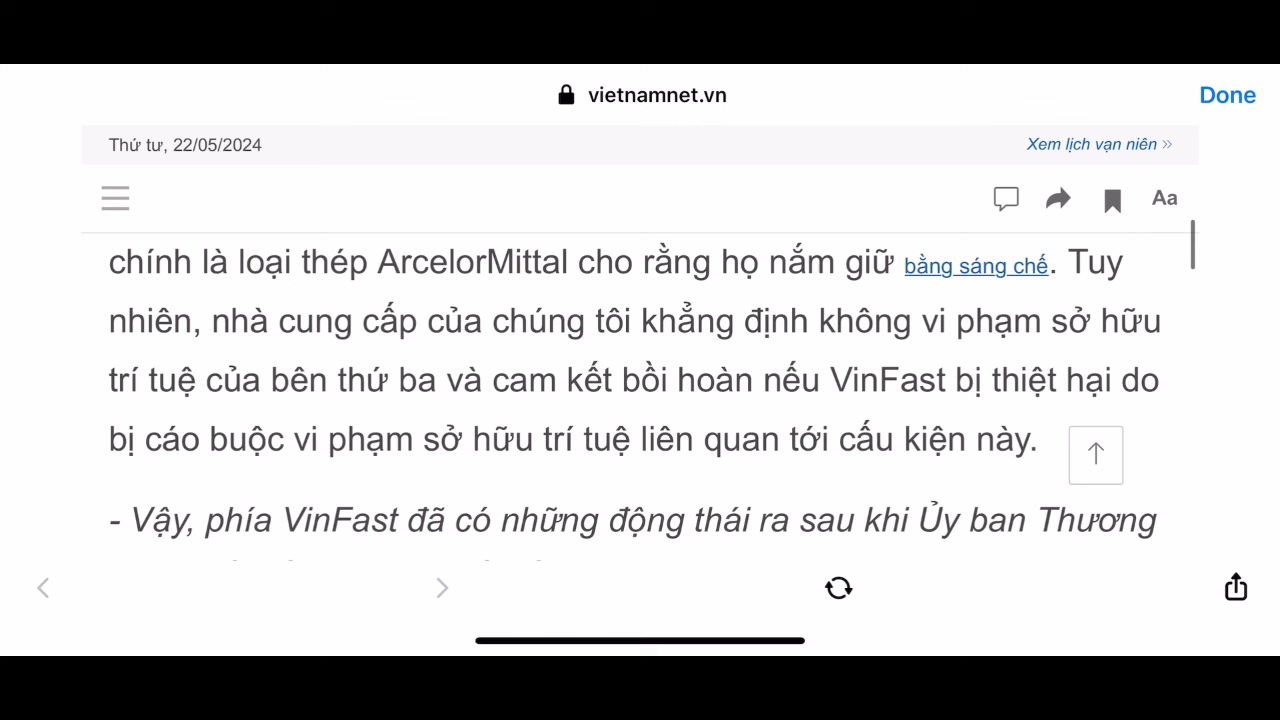 vietnamnet.vn
Done
Thứ tư, 22/05/2024
Xem lịch vạn niên »
Aa
chính là loại thép ArcelorMittal cho rằng họ nắm giữ bằng sáng chế. Tuy
nhiên, nhà cung cấp của chúng tôi khẳng định không vi phạm sở hữu
trí tuệ của bên thứ ba và cam kết bồi hoàn nếu VinFast bị thiệt hại do
bị cáo buộc vi phạm sở hữu trí tuệ liên quan tới cấu kiện này.
- Vậy, phía VinFast đã có những động thái ra sau khi Ủy ban Thương